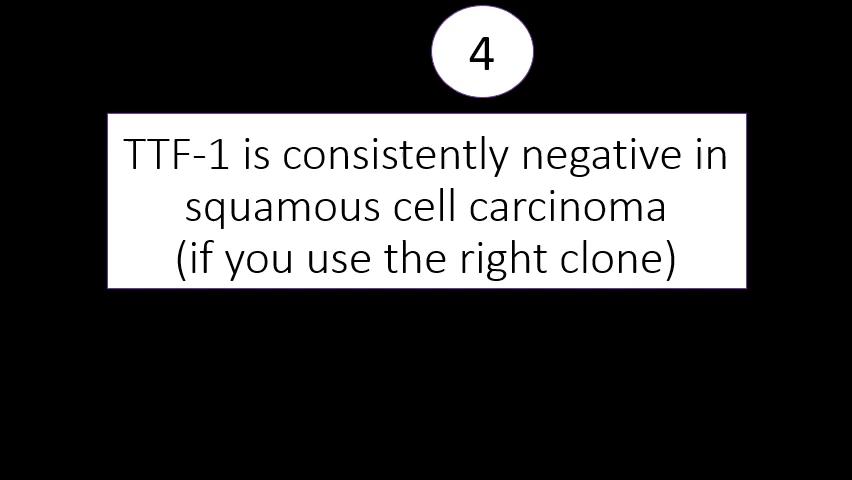 4
TTF-1 is consistently negative in
squamous cell carcinoma
(if you use the right clone)